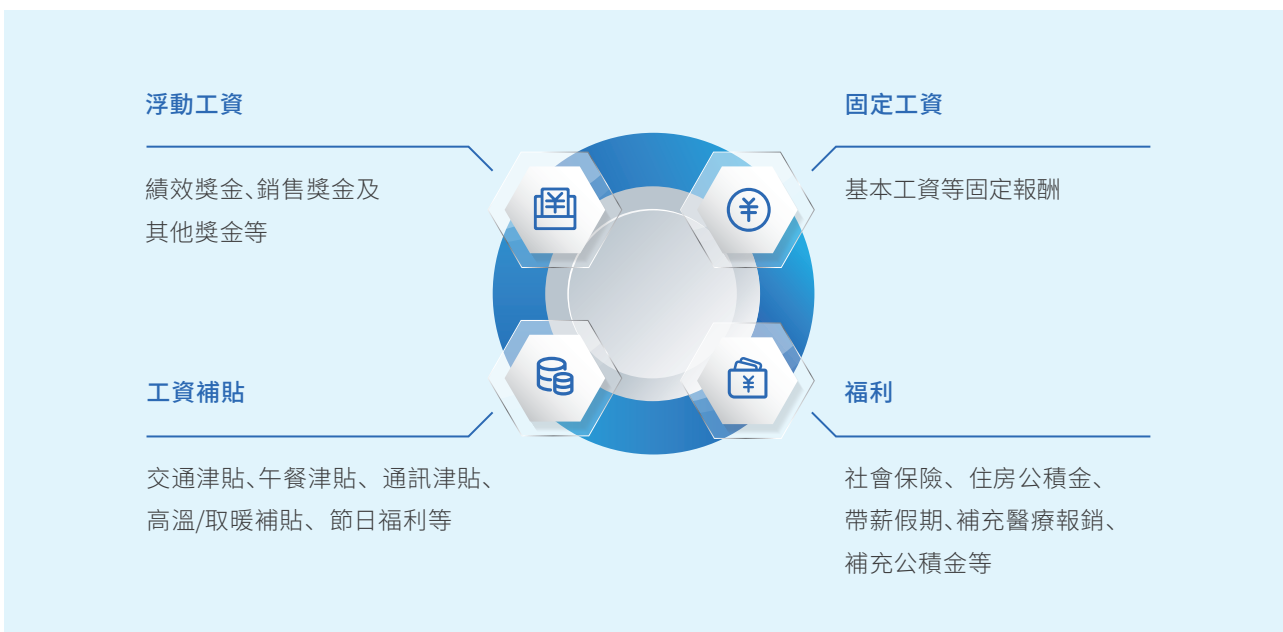 浮動工資
績效獎金、銷售獎金及
其他獎金等
固定工資
基本工資等固定報酬
工資補貼
交通津貼、午餐津貼、通訊津貼、
高溫/取暖補貼、節日福利等
福利
社會保險、住房公積金、
帶薪假期、補充醫療報銷、
補充公積金等